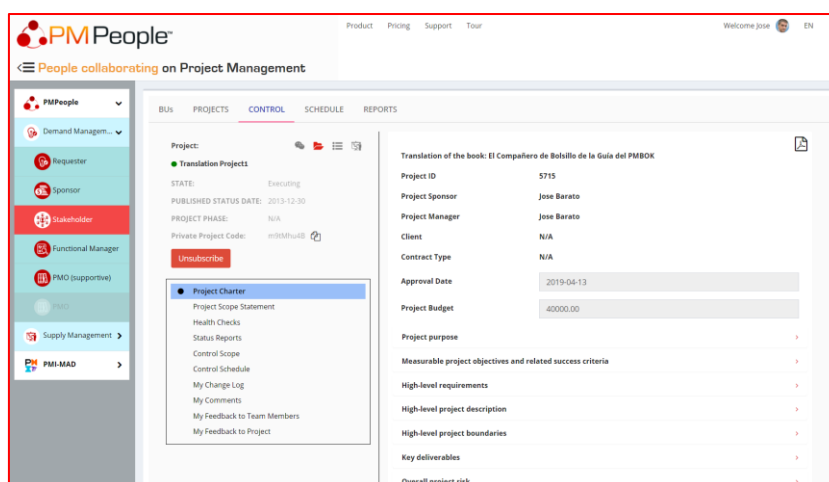 PMPeople™
Product Pricing Support Tour
Welcome Jose EN
People collaborating on Project Management
PMPeople
Demand Managem...
Requester
Sponsor
Stakeholder
Functional Manager
PMO (supportive)
PMO
Supply Management
PMI-MAD
BUs PROJECTS CONTROL SCHEDULE REPORTS
Project:
Translation Project1
STATE: Executing
PUBLISHED STATUS DATE: 2013-12-30
PROJECT PHASE: N/A
Private Project Code: m9tMhu4B
Unsubscribe
Project Charter
Project Scope Statement
Health Checks
Status Reports
Control Scope
Control Schedule
My Change Log
My Comments
My Feedback to Team Members
My Feedback to Project
Translation of the book: El Compañero de Bolsillo de la Guía del PMBOK
Project ID 5715
Project Sponsor Jose Barato
Project Manager Jose Barato
Client N/A
Contract Type N/A
Approval Date 2019-04-13
Project Budget 40000.00
Project purpose
Measurable project objectives and related success criteria
High-level requirements
High-level project description
High-level project boundaries
Key deliverables
Overall project risk